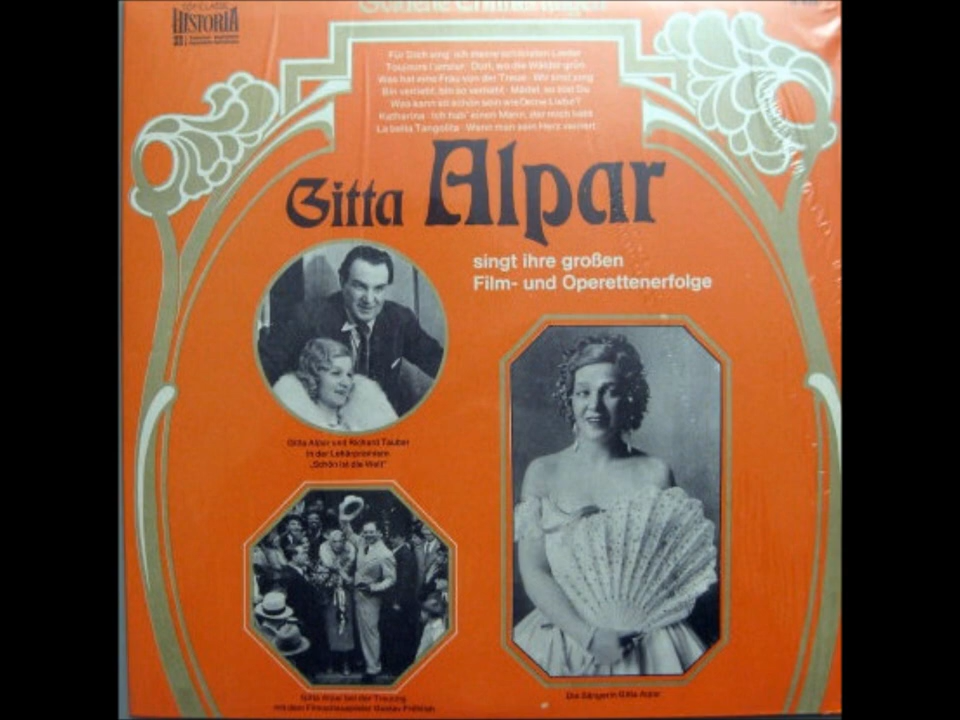 HISTORIA
Für Dich sing' ich meine schönsten Lieder
Toujours l'amour · Dort, wo die Wälder grün
Was hat eine Frau von der Treue · Wir sind jung
Bin verliebt, bin so verliebt · Mädel, so bist Du
Was kann so schön sein wie Deine Liebe?
Katharina · Ich hab' einen Mann, der mich liebt
La bella Tangolita · Wenn man sein Herz verliert
Gitta Alpar
singt ihre großen
Film- und Operettenerfolge
Gitta Alpar und Richard Tauber
in der Lehárpremiere
„Schön ist die Welt“
Gitta Alpar bei der Trauung
mit dem Filmschauspieler Gustav Fröhlich
Die Sängerin Gitta Alpar